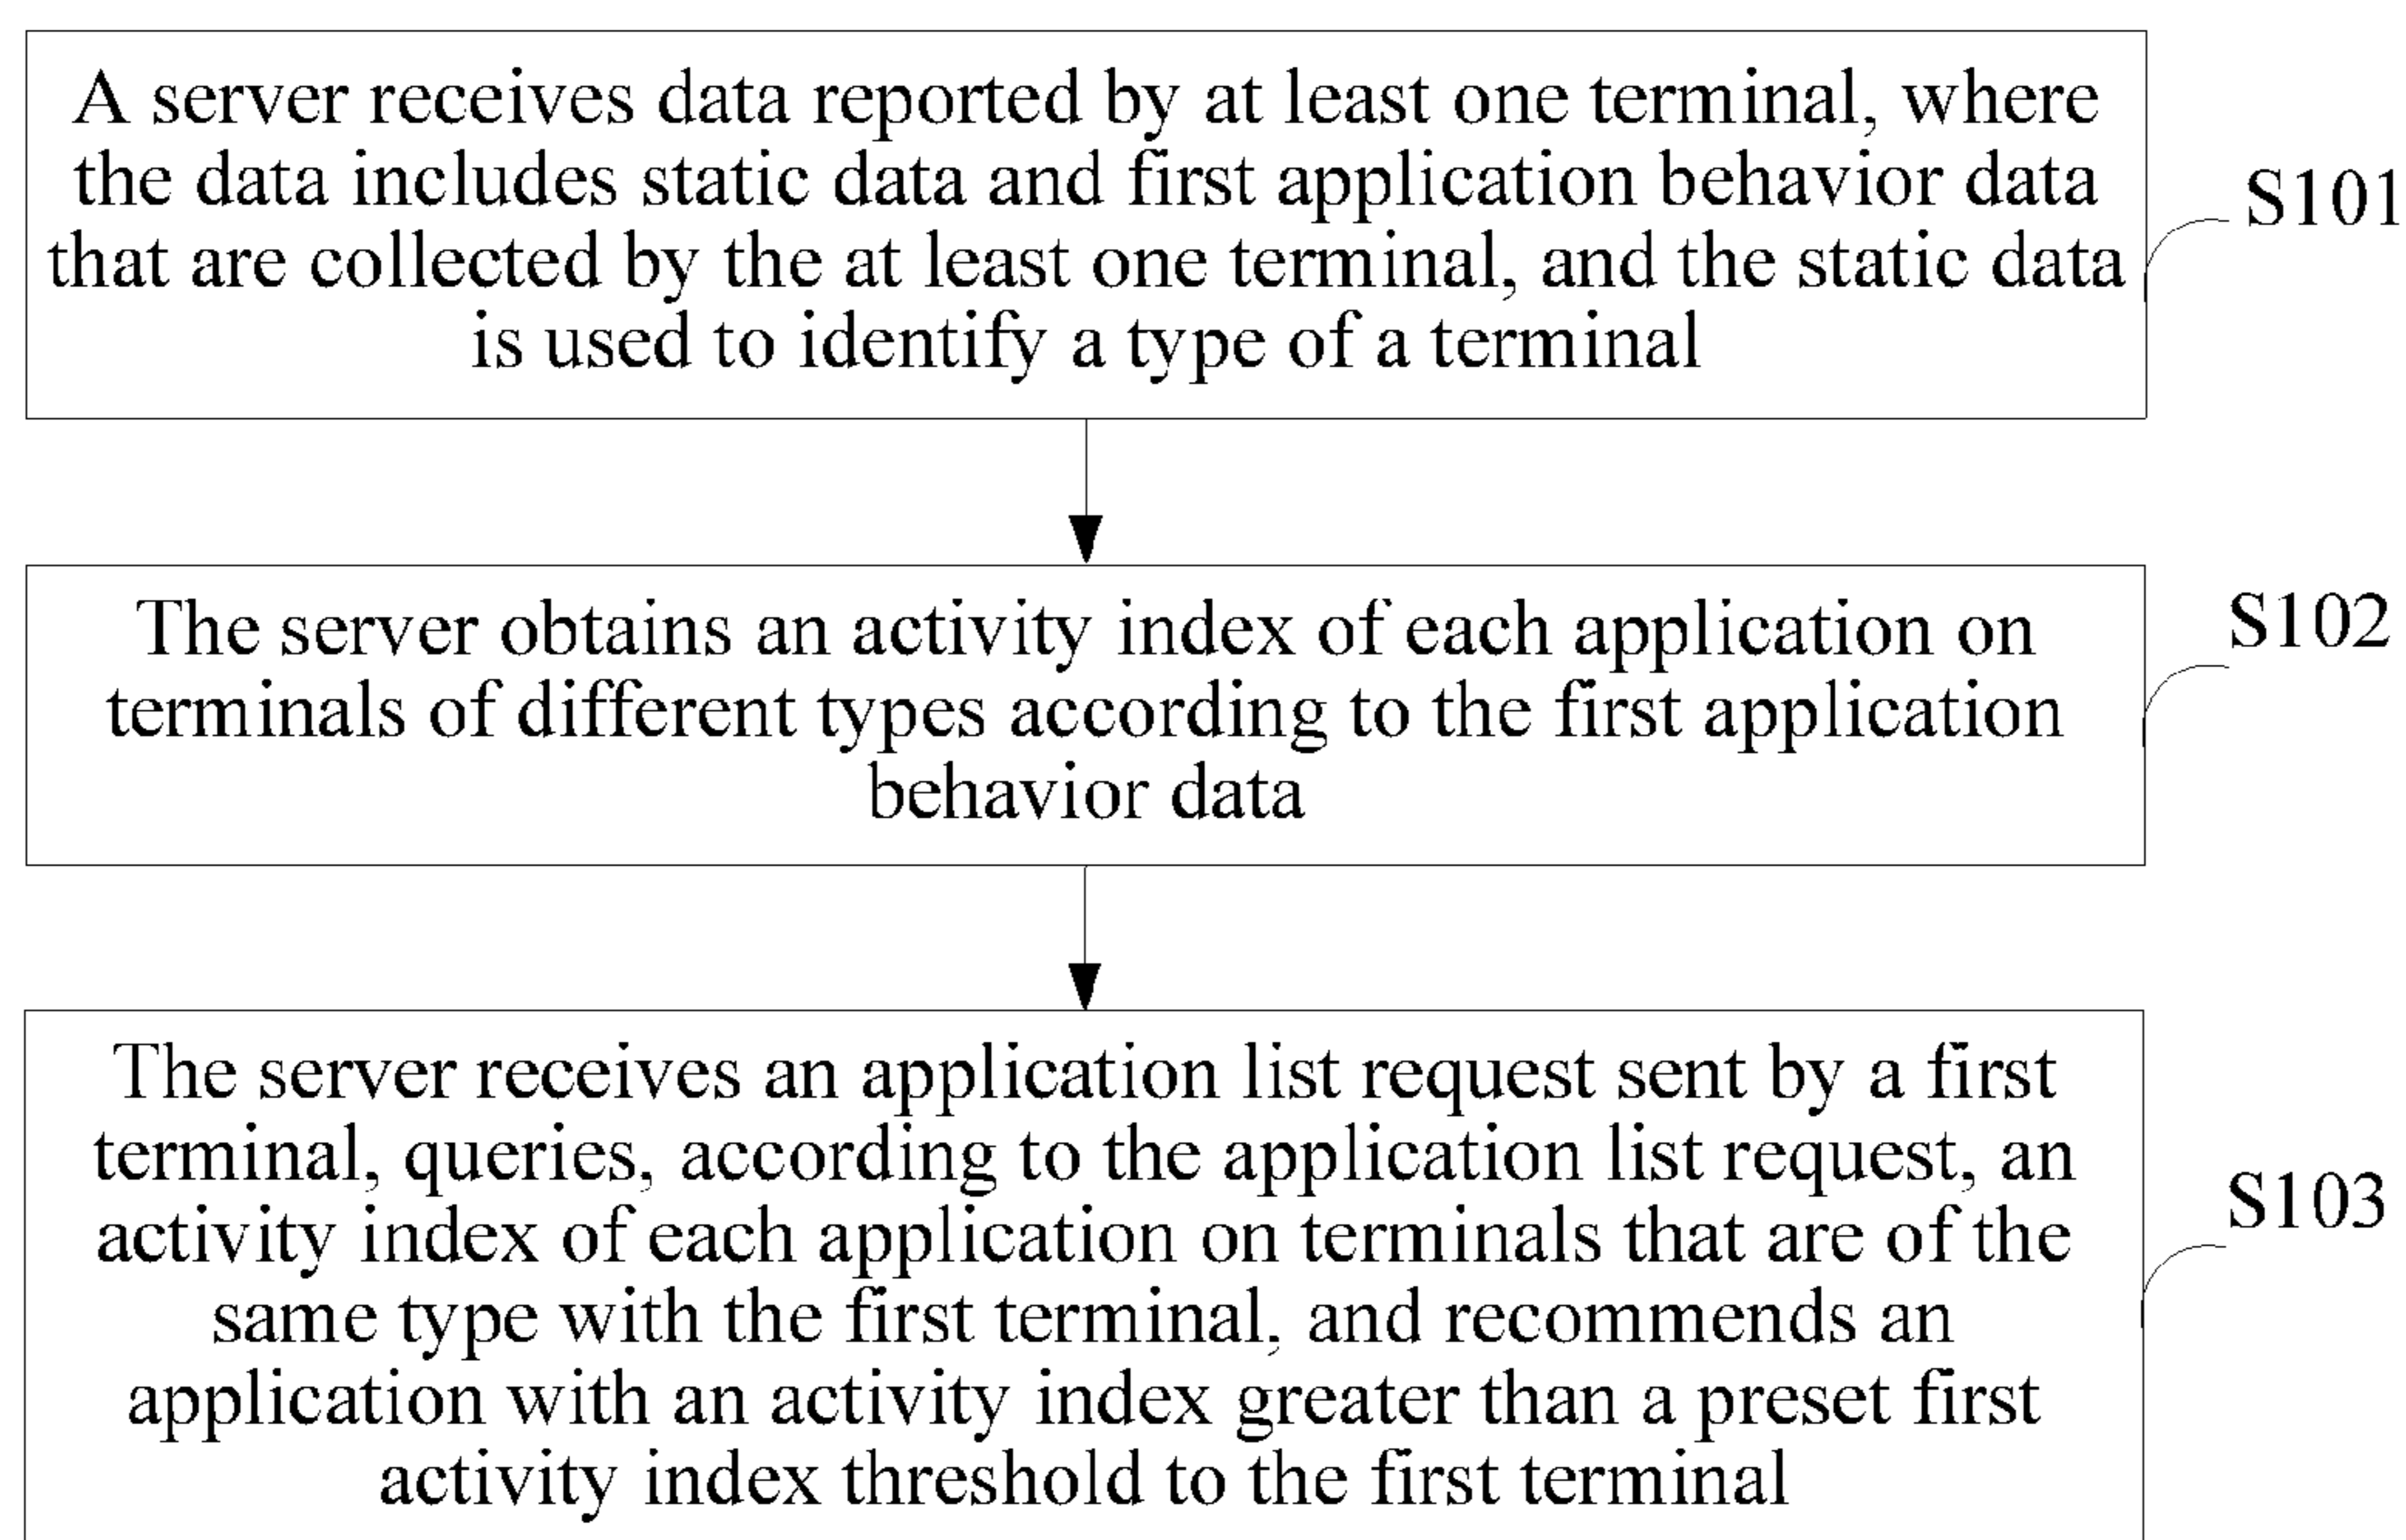 A server receives data reported by at least one terminal, where
the data includes static data and first application behavior data
that are collected by the at least one terminal, and the static data
is used to identify a type of a terminal
S101
The server obtains an activity index of each application on
terminals of different types according to the first application
behavior data
S102
The server receives an application list request sent by a first
terminal, queries, according to the application list request, an
activity index of each application on terminals that are of the
same type with the first terminal, and recommends an
application with an activity index greater than a preset first
activity index threshold to the first terminal
S103